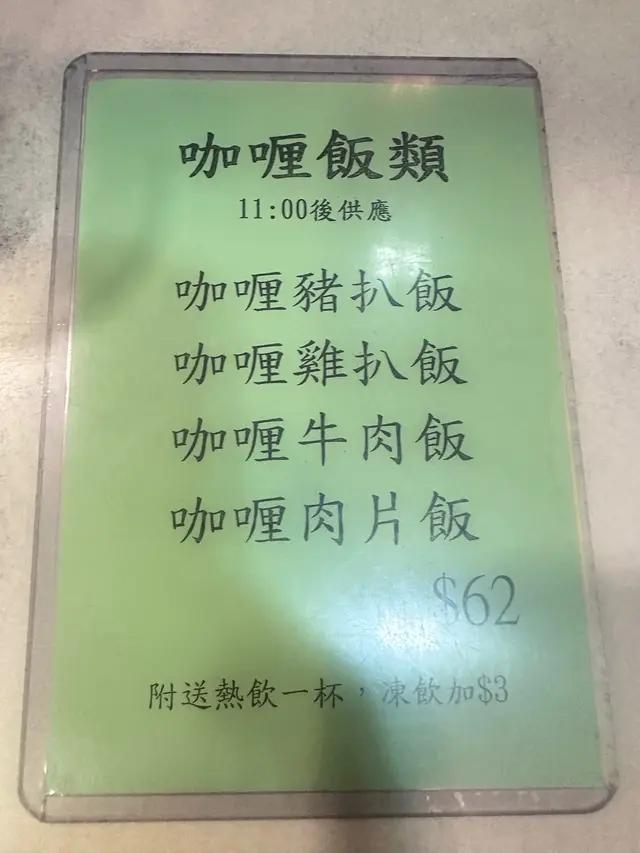 咖喱飯類
11:00後供應
咖喱豬扒飯
咖喱雞扒飯
咖喱牛肉飯
咖喱肉片飯
$62
附送熱飲一杯，凍飲加$3